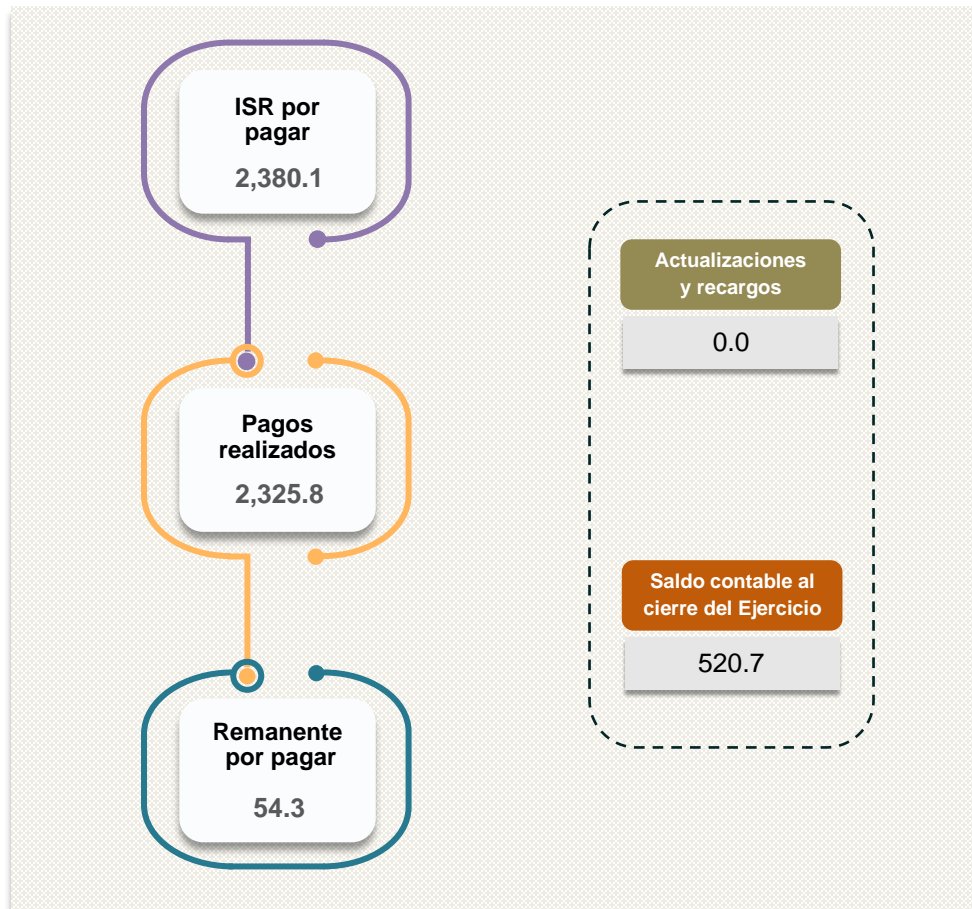 ISR por
pagar
2,380.1
Pagos
realizados
2,325.8
Remanente
por pagar
54.3
Actualizaciones
y recargos
0.0
Saldo contable al
cierre del Ejercicio
520.7